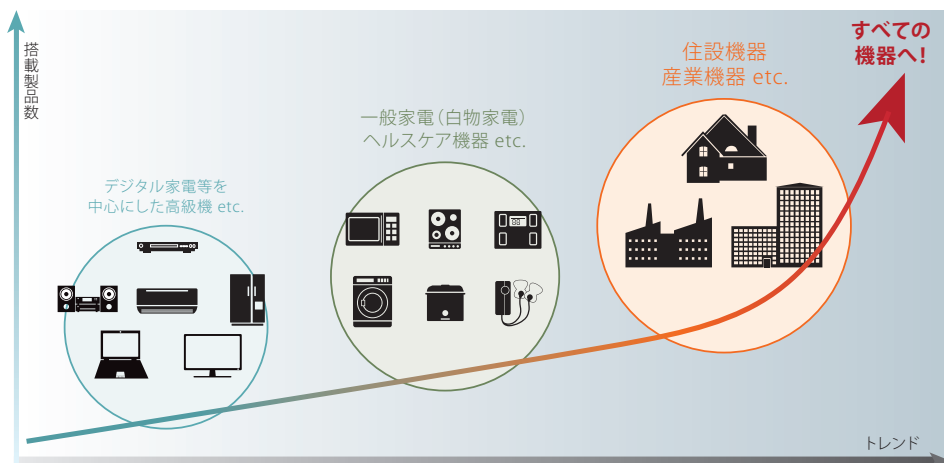 搭載製品数
デジタル家電等を
中心にした高級機 etc.
一般家電（白物家電）
ヘルスケア機器 etc.
住設機器
産業機器 etc.
すべての
機器へ！
トレンド